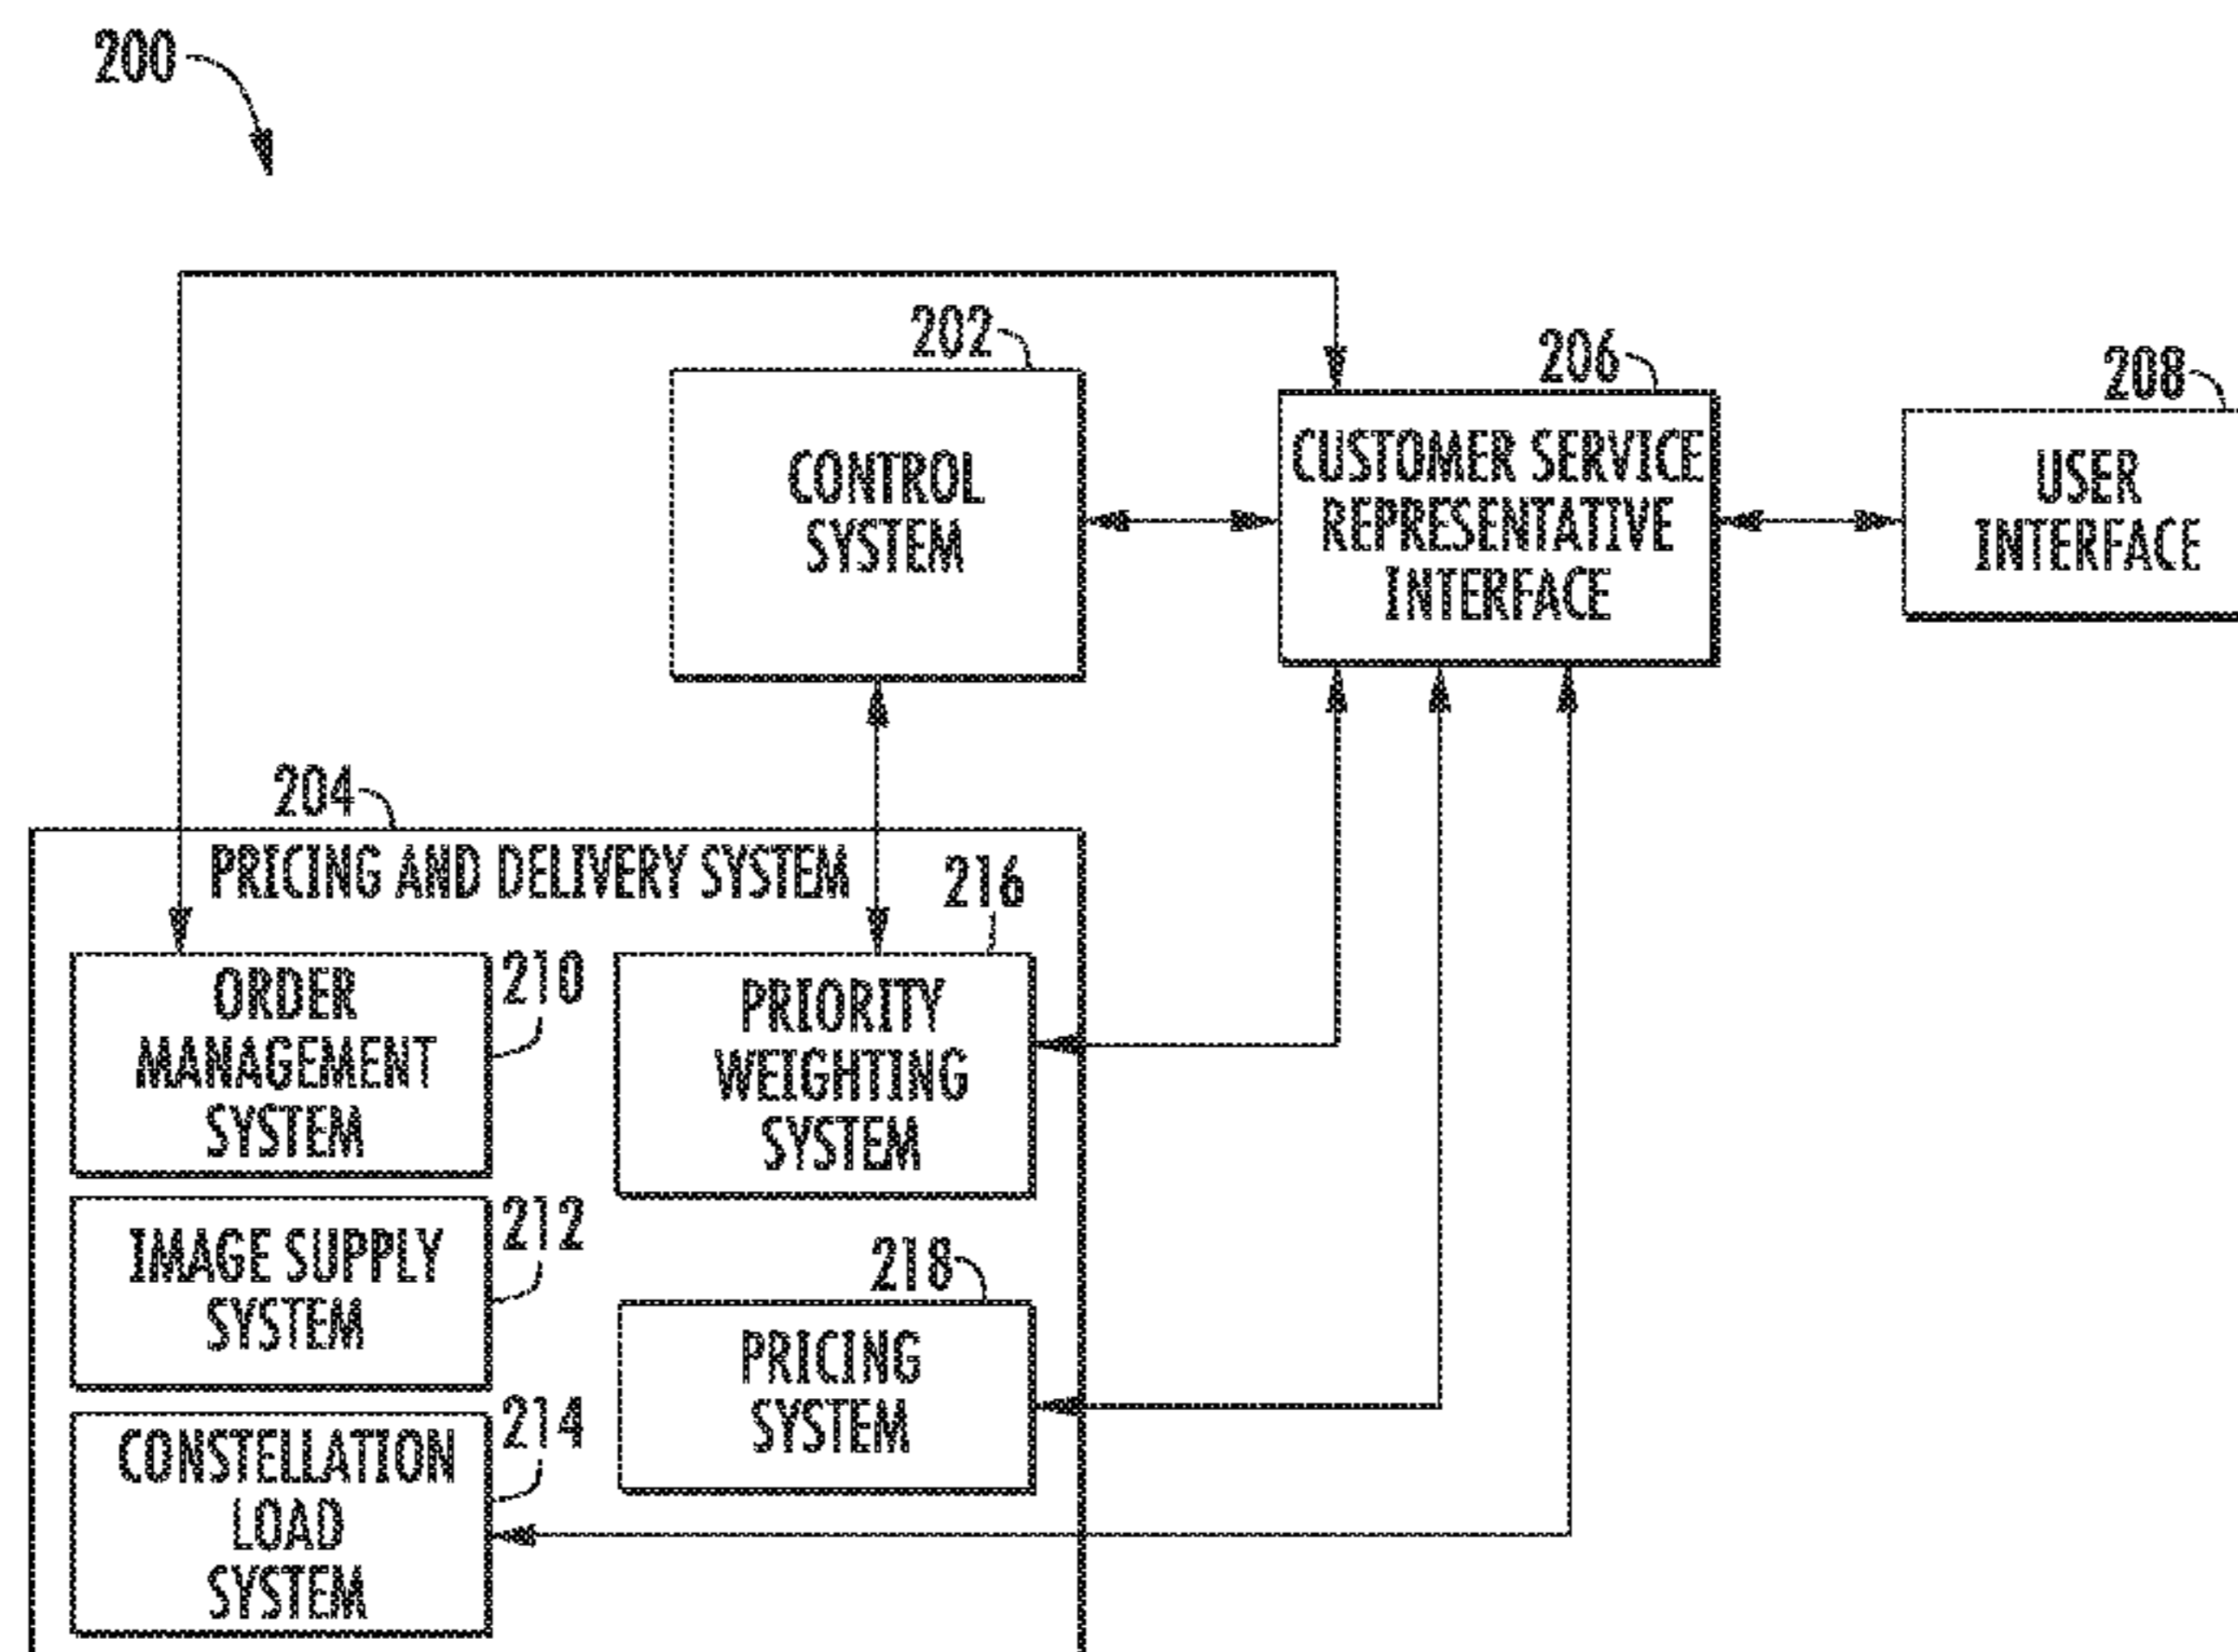 200
202
CONTROL
SYSTEM
206
CUSTOMER SERVICE
REPRESENTATIVE
INTERFACE
208
USER
INTERFACE
204
PRICING AND DELIVERY SYSTEM
210
ORDER
MANAGEMENT
SYSTEM
216
PRIORITY
WEIGHTING
SYSTEM
212
IMAGE SUPPLY
SYSTEM
218
PRICING
SYSTEM
214
CONSTELLATION
LOAD
SYSTEM